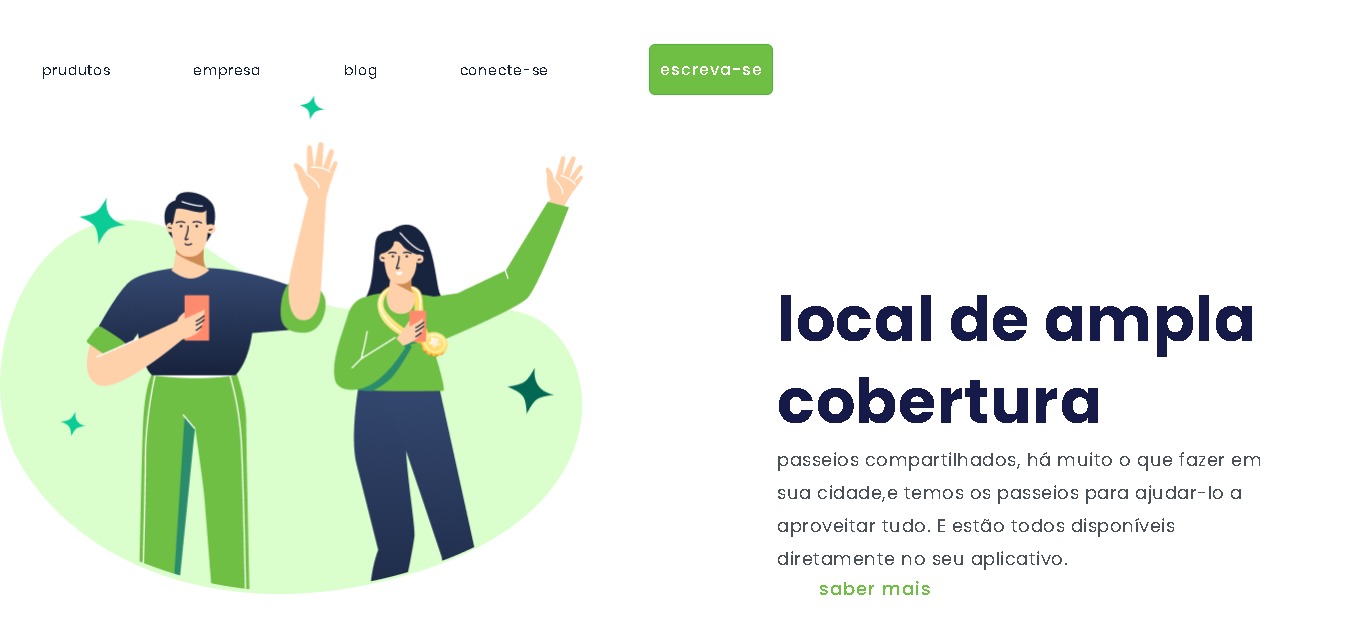 prudutos empresa blog conecte-se escreva-se
local de ampla
cobertura
passeios compartilhados, há muito o que fazer em
sua cidade,e temos os passeios para ajudar-lo a
aproveitar tudo. E estão todos disponíveis
diretamente no seu aplicativo.
saber mais